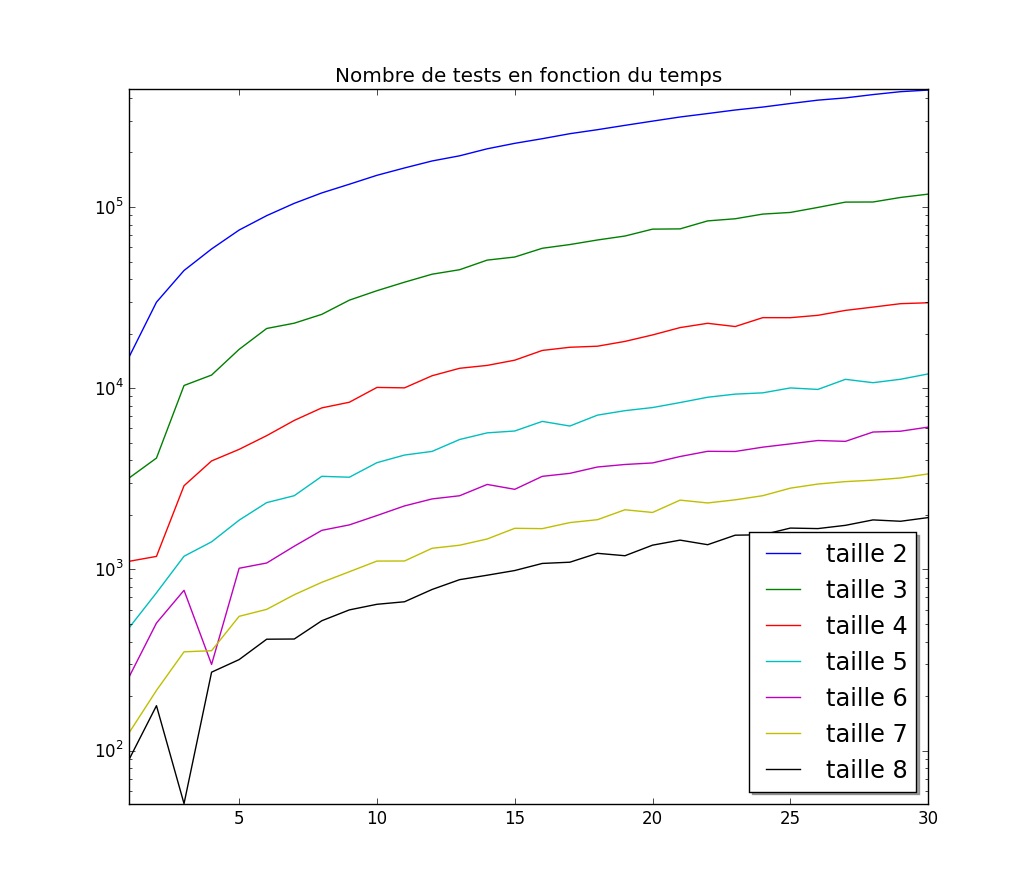 Nombre de tests en fonction du temps
10^5
10^4
10^3
10^2
taille 2
taille 3
taille 4
taille 5
taille 6
taille 7
taille 8
5 10 15 20 25 30